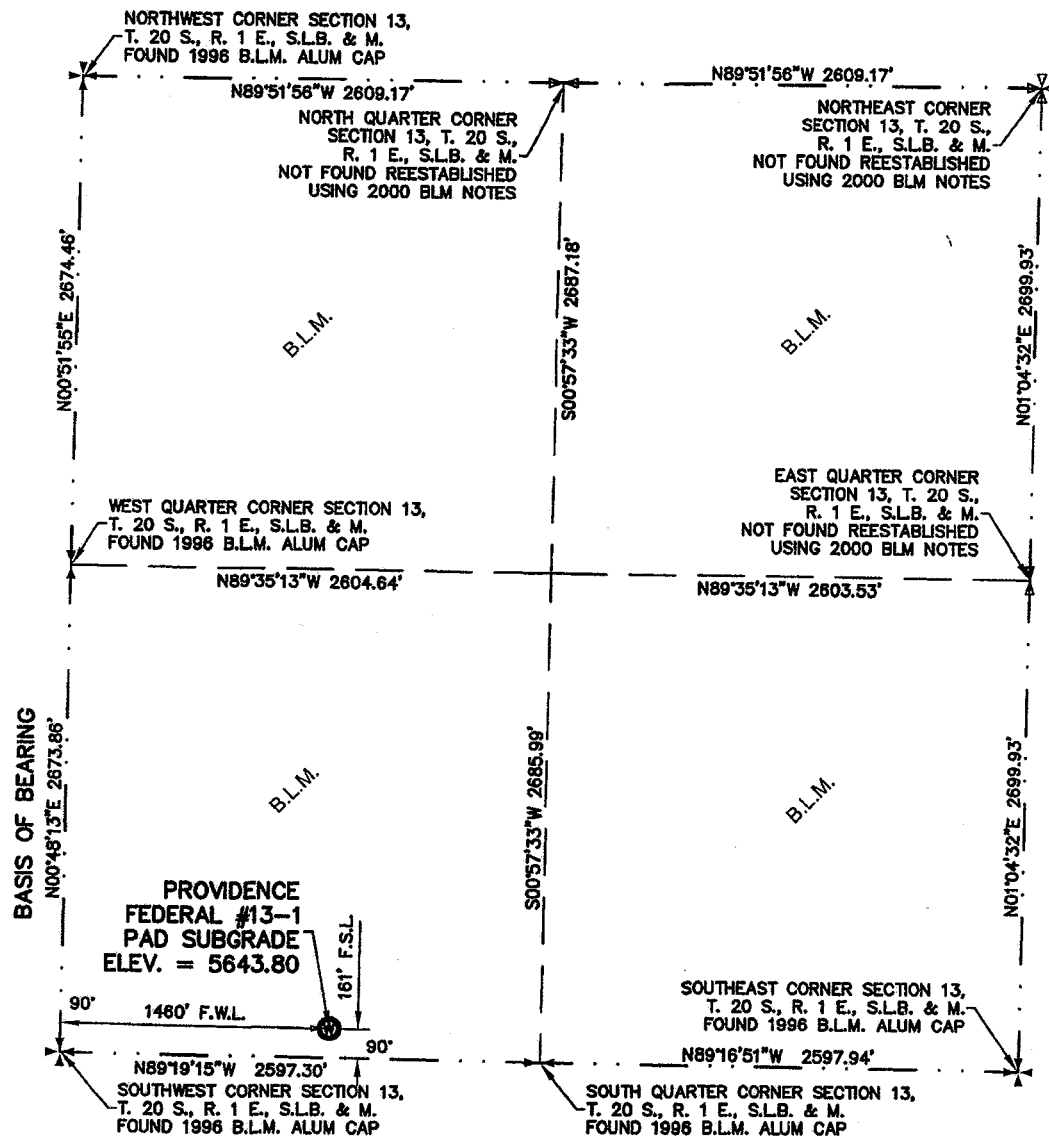 NORTHWEST CORNER SECTION 13,
T. 20 S., R. 1 E., S.L.B. & M.
FOUND 1996 B.L.M. ALUM CAP
N89°51'56"W 2609.17'
N89°51'56"W 2609.17'
NORTH QUARTER CORNER
SECTION 13, T. 20 S.,
R. 1 E., S.L.B. & M.
NOT FOUND REESTABLISHED
USING 2000 BLM NOTES
NORTHEAST CORNER
SECTION 13, T. 20 S.,
R. 1 E., S.L.B. & M.
NOT FOUND REESTABLISHED
USING 2000 BLM NOTES
N00°51'55"E 2674.46'
B.L.M.
S00°57'33"W 2687.18'
B.L.M.
N01°04'32"E 2699.93'
WEST QUARTER CORNER SECTION 13,
T. 20 S., R. 1 E., S.L.B. & M.
FOUND 1996 B.L.M. ALUM CAP
EAST QUARTER CORNER
SECTION 13, T. 20 S.,
R. 1 E., S.L.B. & M.
NOT FOUND REESTABLISHED
USING 2000 BLM NOTES
N89°35'13"W 2604.64'
N89°35'13"W 2603.53'
BASIS OF BEARING
N00°48'13"E 2673.86'
B.L.M.
S00°57'33"W 2685.99'
B.L.M.
N01°04'32"E 2699.93'
PROVIDENCE
FEDERAL #13-1
PAD SUBGRADE
ELEV. = 5643.80
161' F.S.L.
90°
1460' F.W.L.
W
90°
SOUTHEAST CORNER SECTION 13,
T. 20 S., R. 1 E., S.L.B. & M.
FOUND 1996 B.L.M. ALUM CAP
N89°19'15"W 2597.30'
N89°16'51"W 2597.94'
SOUTHWEST CORNER SECTION 13,
T. 20 S., R. 1 E., S.L.B. & M.
FOUND 1996 B.L.M. ALUM CAP
SOUTH QUARTER CORNER SECTION 13,
T. 20 S., R. 1 E., S.L.B. & M.
FOUND 1996 B.L.M. ALUM CAP